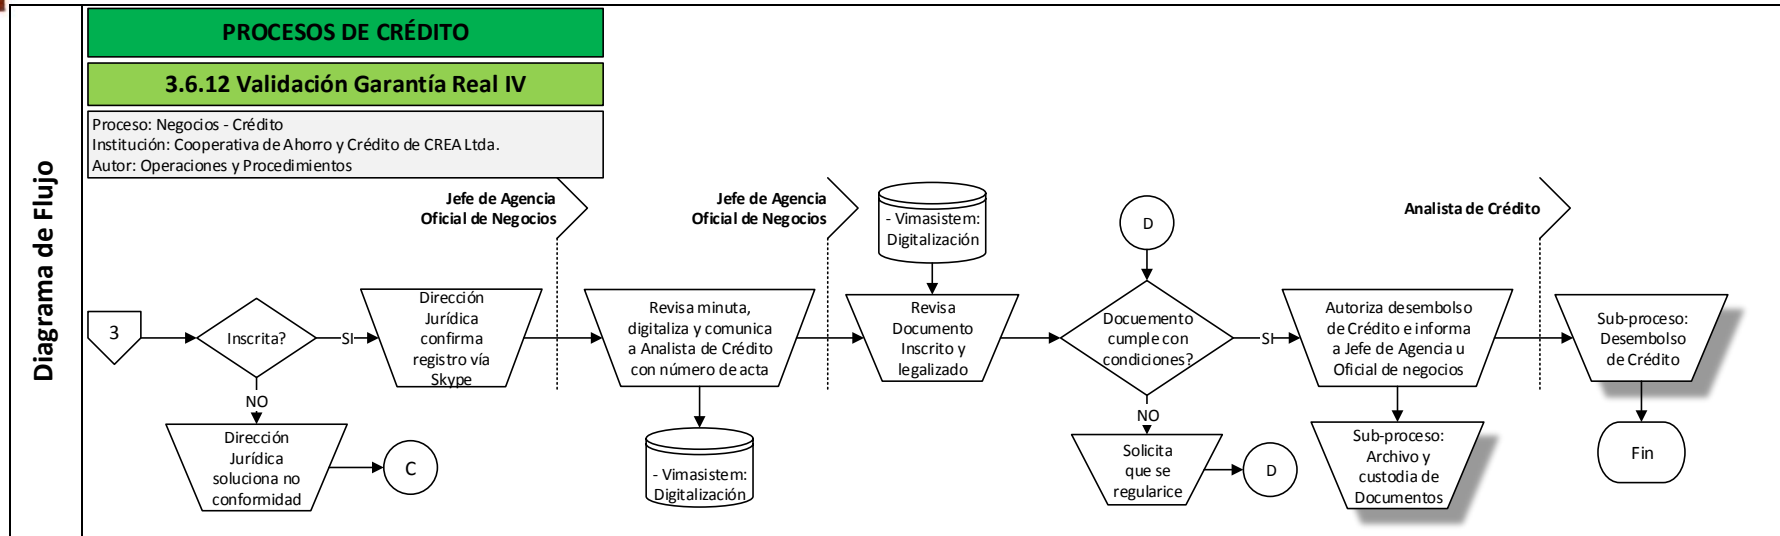 Diagrama de Flujo
PROCESOS DE CRÉDITO
3.6.12 Validación Garantía Real IV
Proceso: Negocios - Crédito
Institución: Cooperativa de Ahorro y Crédito de CREA Ltda.
Autor: Operaciones y Procedimientos
Jefe de Agencia
Oficial de Negocios
Jefe de Agencia
Oficial de Negocios
- Vimasistem:
Digitalización
D
Analista de Crédito
3
Inscrita?
SI
Dirección
Jurídica
confirma
registro vía
Skype
Revisa minuta,
digitaliza y comunica
a Analista de Crédito
con número de acta
Revisa
Documento
Inscrito y
legalizado
Docuemento
cumple con
condiciones?
SI
Autoriza desembolso
de Crédito e informa
a Jefe de Agencia u
Oficial de negocios
Sub-proceso:
Desembolso
de Crédito
NO
Dirección
Jurídica
soluciona no
conformidad
C
- Vimasistem:
Digitalización
NO
Solicita
que se
regularice
D
Sub-proceso:
Archivo y
custodia de
Documentos
Fin